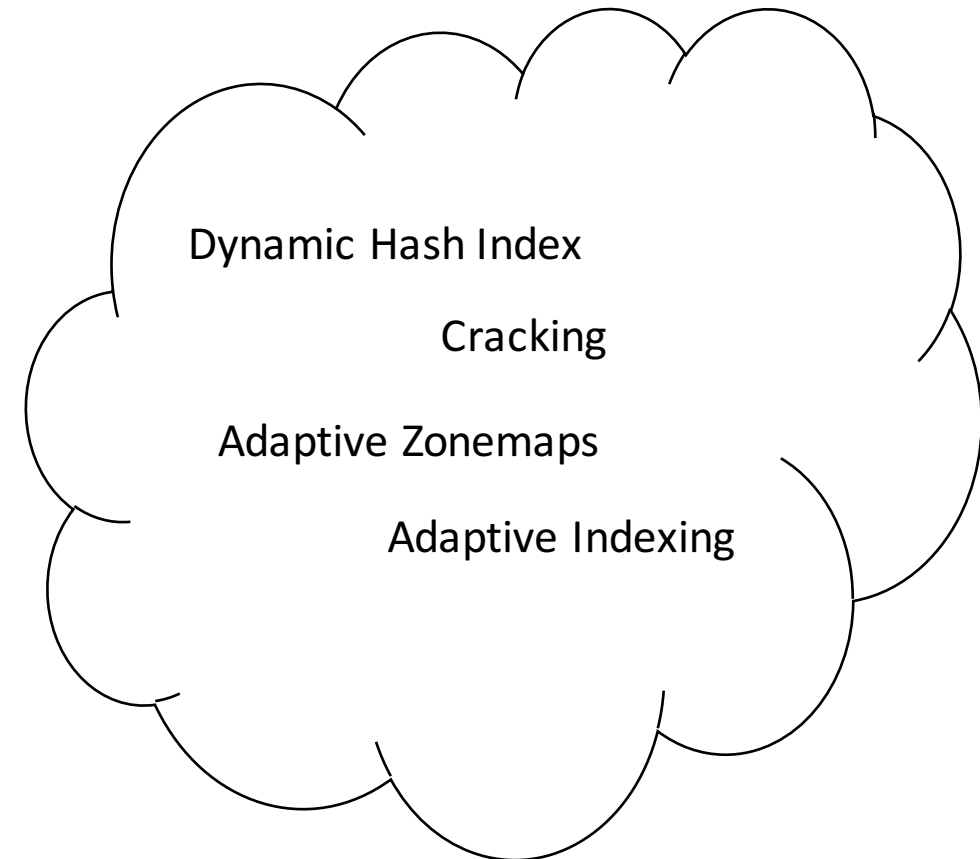 Dynamic Hash Index
Cracking
Adaptive Zonemaps
Adaptive Indexing